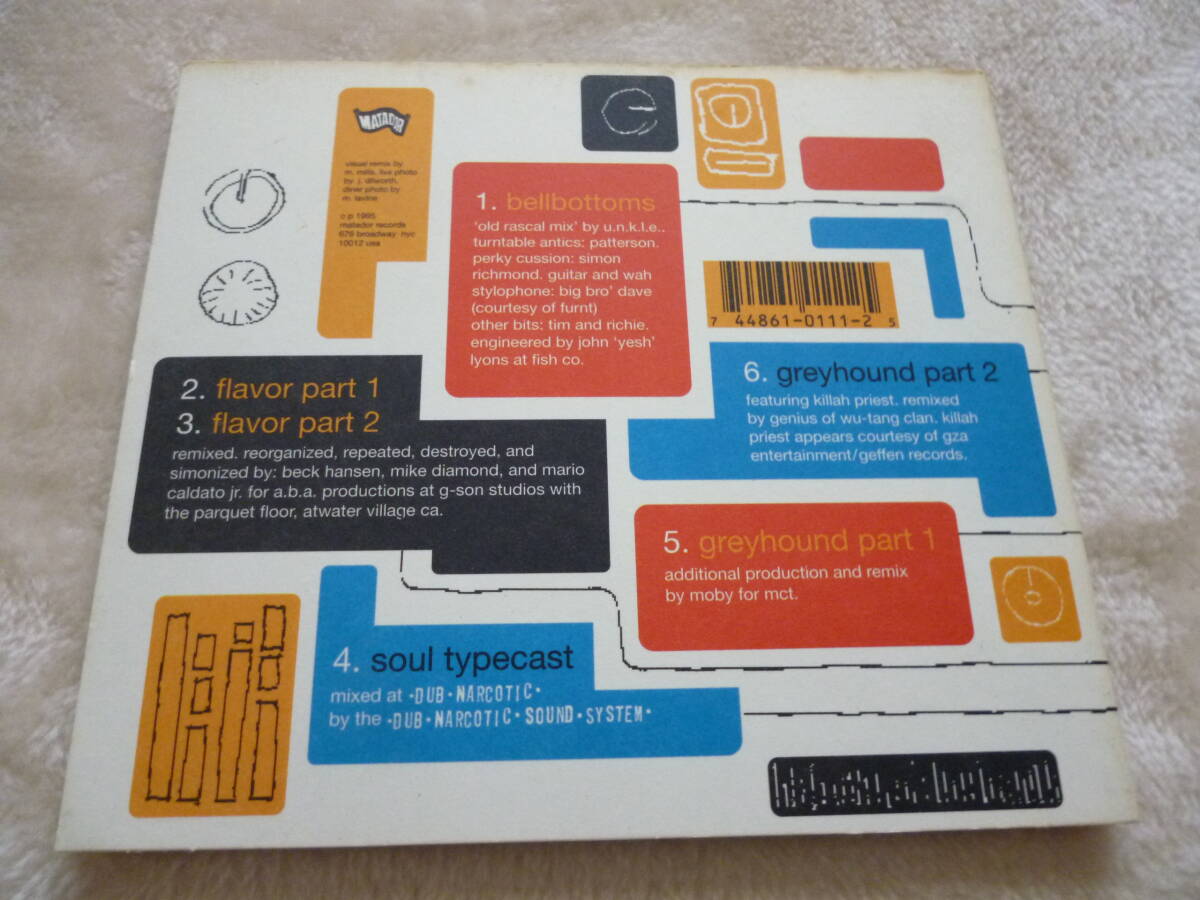 MATADOR
visual remix by
m. mills, live photo
by j. dilworth,
diner photo by
m. lavine
c p 1995
matador records
676 broadway nyc
10012 usa
1. bellbottoms
'old rascal mix' by u.n.k.l.e..
turntable antics: patterson.
perky cussion: simon
richmond. guitar and wah
stylophone: big bro' dave
(courtesy of furnt)
other bits: tim and richie.
engineered by john 'yesh'
lyons at fish co.
7 44861-0111-2 5
2. flavor part 1
3. flavor part 2
remixed. reorganized, repeated, destroyed, and
simonized by: beck hansen, mike diamond, and mario
caldato jr. for a.b.a. productions at g-son studios with
the parquet floor, atwater village ca.
4. soul typecast
mixed at ·DUB·NARCOTIC·
by the ·DUB·NARCOTIC·SOUND·SYSTEM·
5. greyhound part 1
additional production and remix
by moby for mct.
6. greyhound part 2
featuring killah priest. remixed
by genius of wu-tang clan. killah
priest appears courtesy of gza
entertainment/geffen records.